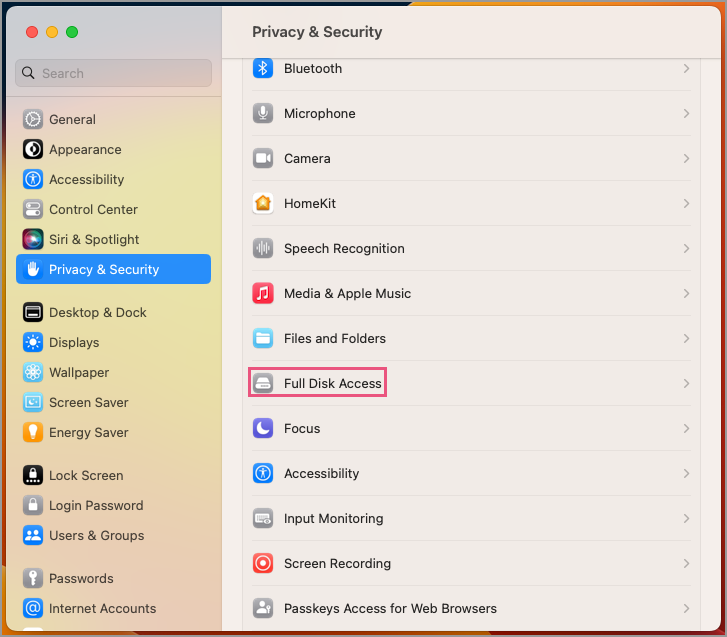 Privacy & Security
Search
General
Appearance
Accessibility
Control Center
Siri & Spotlight
Privacy & Security
Desktop & Dock
Displays
Wallpaper
Screen Saver
Energy Saver
Lock Screen
Login Password
Users & Groups
Passwords
Internet Accounts
Bluetooth
Microphone
Camera
HomeKit
Speech Recognition
Media & Apple Music
Files and Folders
Full Disk Access
Focus
Accessibility
Input Monitoring
Screen Recording
Passkeys Access for Web Browsers